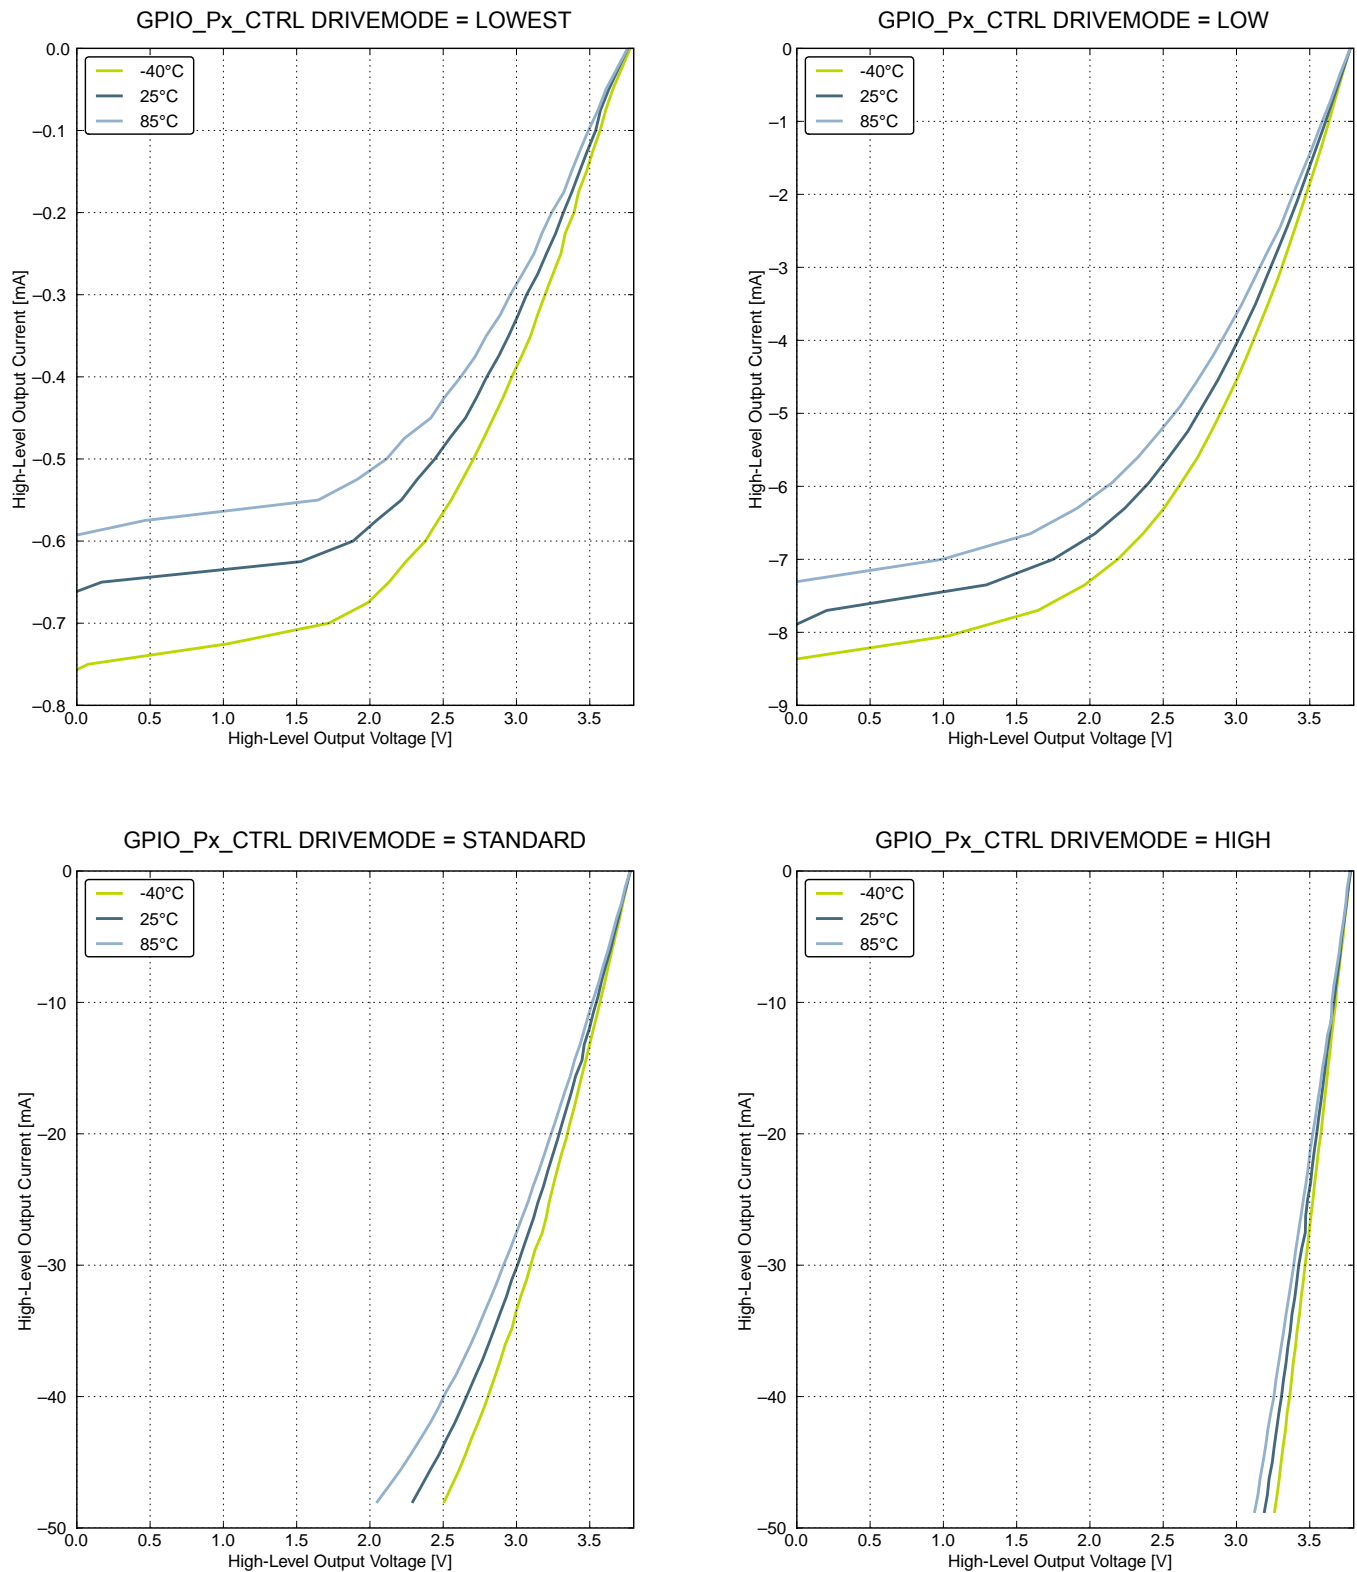 GPIO_Px_CTRL DRIVEMODE = LOWEST
0.0
–0.1
–0.2
–0.3
–0.4
–0.5
–0.6
–0.7
–0.8
High-Level Output Current [mA]
-40°C
25°C
85°C
0.0 0.5 1.0 1.5 2.0 2.5 3.0 3.5
High-Level Output Voltage [V]
GPIO_Px_CTRL DRIVEMODE = LOW
0
–1
–2
–3
–4
–5
–6
–7
–8
–9
High-Level Output Current [mA]
-40°C
25°C
85°C
0.0 0.5 1.0 1.5 2.0 2.5 3.0 3.5
High-Level Output Voltage [V]
GPIO_Px_CTRL DRIVEMODE = STANDARD
0
–10
–20
–30
–40
–50
High-Level Output Current [mA]
-40°C
25°C
85°C
0.0 0.5 1.0 1.5 2.0 2.5 3.0 3.5
High-Level Output Voltage [V]
GPIO_Px_CTRL DRIVEMODE = HIGH
0
–10
–20
–30
–40
–50
High-Level Output Current [mA]
-40°C
25°C
85°C
0.0 0.5 1.0 1.5 2.0 2.5 3.0 3.5
High-Level Output Voltage [V]